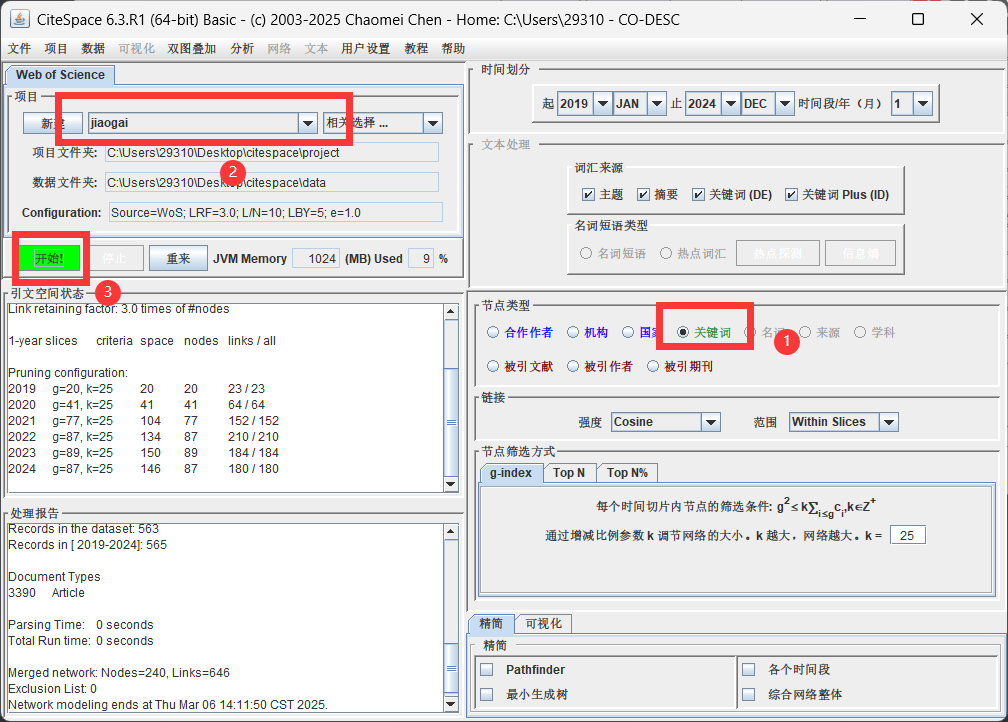 CiteSpace 6.3.R1 (64-bit) Basic - (c) 2003-2025 Chaomei Chen - Home: C:\Users\29310 - CO-DESC
文件 项目 数据 可视化 双图叠加 分析 网络 文本 用户设置 教程 帮助
Web of Science
项目
新建 jiaogai 相关选择 ...
项目文件夹: C:\Users\29310\Desktop\citespace\project
2
数据文件夹: C:\Users\29310\Desktop\citespace\data
Configuration: Source=WoS; LRF=3.0; L/N=10; LBY=5; e=1.0
开始! 停止 重来 JVM Memory 1024 (MB) Used 9 %
3
引文空间状态
Link retaining factor: 3.0 times of #nodes
1-year slices criteria space nodes links / all
Pruning configuration:
2019 g=20, k=25 20 20 23 / 23
2020 g=41, k=25 41 41 64 / 64
2021 g=77, k=25 104 77 152 / 152
2022 g=87, k=25 134 87 210 / 210
2023 g=89, k=25 150 89 184 / 184
2024 g=87, k=25 146 87 180 / 180
处理报告
Records in the dataset: 563
Records in [ 2019-2024]: 565
Document Types
3390 Article
Parsing Time: 0 seconds
Total Run time: 0 seconds
Merged network: Nodes=240, Links=646
Exclusion List: 0
Network modeling ends at Thu Mar 06 14:11:50 CST 2025.
时间划分
起 2019 JAN 止 2024 DEC 时间段/年（月） 1
文本处理
词汇来源
主题 摘要 关键词 (DE) 关键词 Plus (ID)
名词短语类型
名词短语 热点词汇 热点探测 信息熵
节点类型
合作作者 机构 国家 关键词 名词 来源 学科
1
被引文献 被引作者 被引期刊
链接
强度 Cosine 范围 Within Slices
节点筛选方式
g-index Top N Top N%
每个时间切片内节点的筛选条件: g²≤k∑i≤gci,k∈Z⁺
通过增减比例参数 k 调节网络的大小。k 越大，网络越大。k = 25
精简 可视化
精简
Pathfinder 各个时间段
最小生成树 综合网络整体